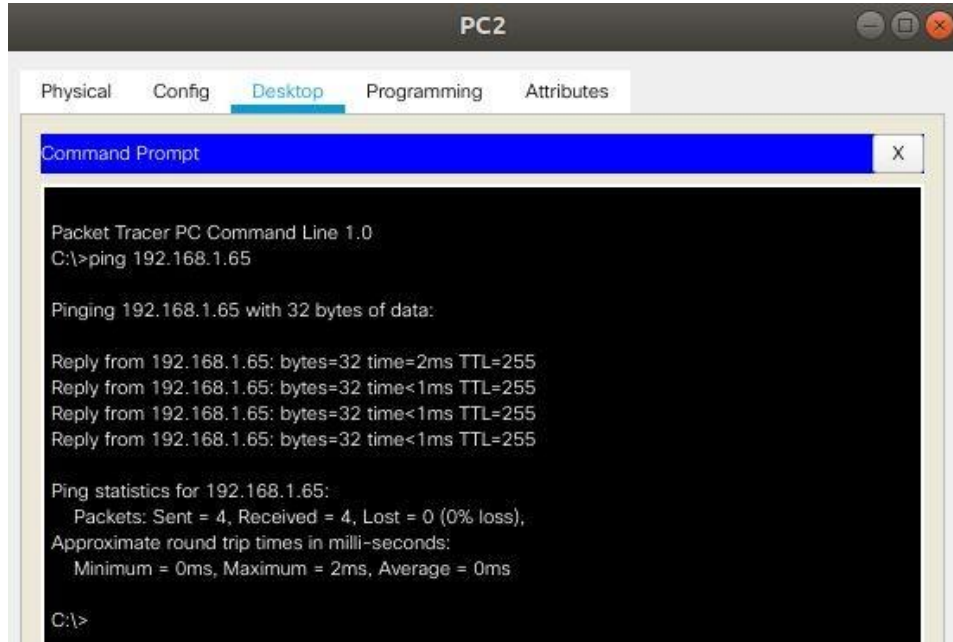 PC2
Physical Config Desktop Programming Attributes
Command Prompt X
Packet Tracer PC Command Line 1.0
C:\>ping 192.168.1.65
Pinging 192.168.1.65 with 32 bytes of data:
Reply from 192.168.1.65: bytes=32 time=2ms TTL=255
Reply from 192.168.1.65: bytes=32 time<1ms TTL=255
Reply from 192.168.1.65: bytes=32 time<1ms TTL=255
Reply from 192.168.1.65: bytes=32 time<1ms TTL=255
Ping statistics for 192.168.1.65:
Packets: Sent = 4, Received = 4, Lost = 0 (0% loss),
Approximate round trip times in milli-seconds:
Minimum = 0ms, Maximum = 2ms, Average = 0ms
C:\>